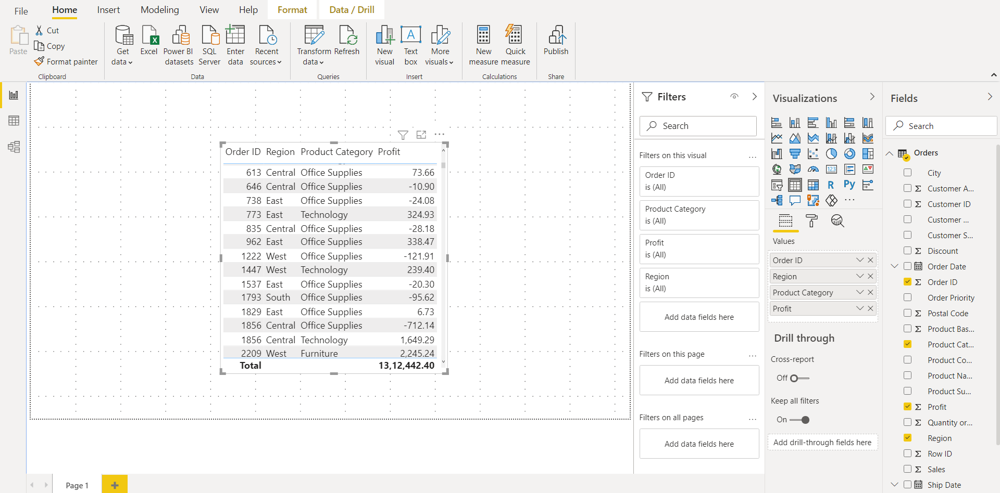 File Home Insert Modeling View Help Format Data / Drill
Paste
Cut
Copy
Format painter
Clipboard
Get data
Excel
Power BI datasets
SQL Server
Enter data
Recent sources
Data
Transform data
Refresh
Queries
New visual
Text box
A
More visuals
Insert
New measure
Quick measure
Calculations
Publish
Share
Order ID Region Product Category Profit
613 Central Office Supplies 73.66
646 Central Office Supplies -10.90
738 East Office Supplies -24.08
773 East Technology 324.93
835 Central Office Supplies -28.18
962 East Office Supplies 338.47
1222 West Office Supplies -121.91
1447 West Technology 239.40
1537 East Office Supplies -20.30
1793 South Office Supplies -95.62
1829 East Office Supplies 6.73
1856 Central Office Supplies -712.14
1856 Central Technology 1,649.29
2209 West Furniture 2,245.24
Total 13,12,442.40
Page 1
Filters
Search
Filters on this visual ...
Order ID
is (All)
Product Category
is (All)
Profit
is (All)
Region
is (All)
Add data fields here
Filters on this page ...
Add data fields here
Filters on all pages ...
Add data fields here
Visualizations
123
R Py
...
Values
Order ID
Region
Product Category
Profit
Drill through
Cross-report
Off
Keep all filters
On
Add drill-through fields here
Fields
Search
Orders
City
Σ Customer A...
Σ Customer ID
Customer ...
Customer S...
Σ Discount
Order Date
Σ Order ID
Order Priority
Σ Postal Code
Σ Product Bas...
Product Cat...
Product Co...
Product Na...
Product Su...
Σ Profit
Σ Quantity or...
Region
Σ Row ID
Σ Sales
Ship Date